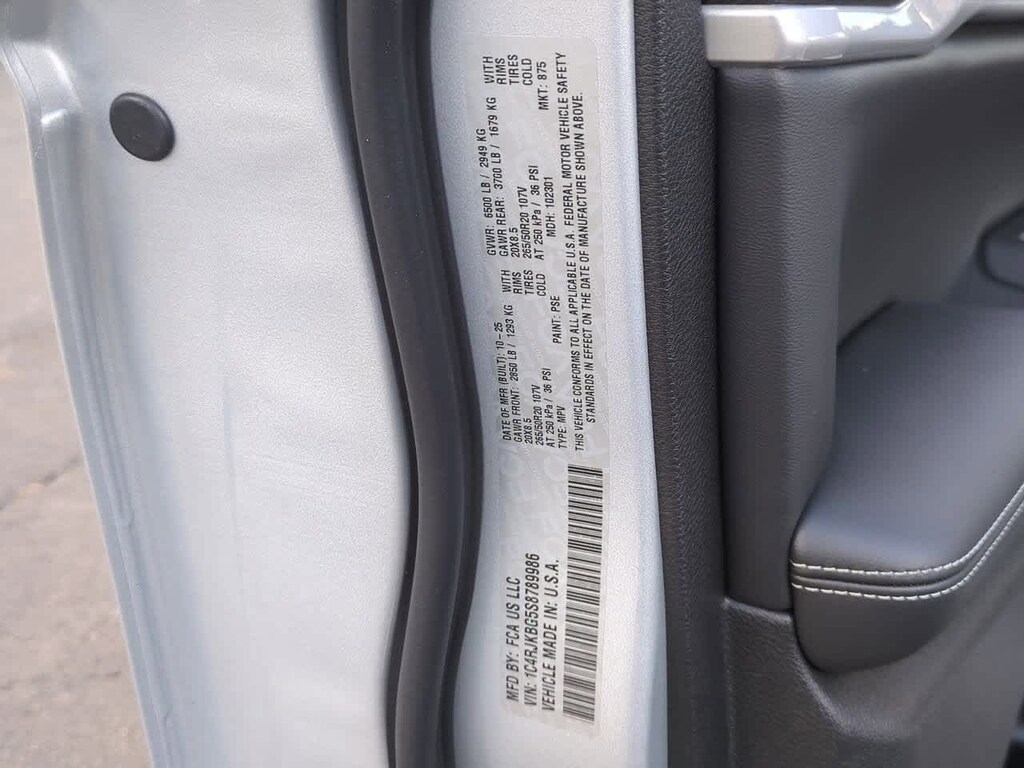 MFD BY: FCA US LLC
VIN: 1C4RJKBG5S8789986
VEHICLE MADE IN: U.S.A.
DATE OF MFR (BUILT): 10-25 GVWR: 6500 LB / 2949 KG
GAWR FRONT: 2850 LB / 1293 KG WITH GAWR REAR: 3700 LB / 1679 KG WITH
20X8.5 RIMS 20X8.5 RIMS
265/50R20 107V TIRES 265/50R20 107V TIRES
AT 250 kPa / 36 PSI COLD AT 250 kPa / 36 PSI COLD
TYPE: MPV PAINT: PSE MDH: 102301 MKT: 875
THIS VEHICLE CONFORMS TO ALL APPLICABLE U.S.A. FEDERAL MOTOR VEHICLE SAFETY
STANDARDS IN EFFECT ON THE DATE OF MANUFACTURE SHOWN ABOVE.